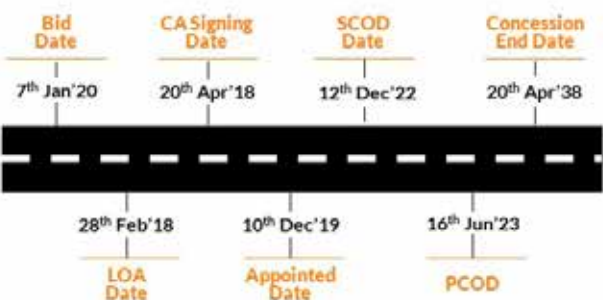 Bid
Date
CA Signing
Date
SCOD
Date
Concession
End Date
7th Jan'20
20th Apr'18
12th Dec'22
20th Apr'38
28th Feb'18
10th Dec'19
16th Jun'23
LOA
Date
Appointed
Date
PCOD